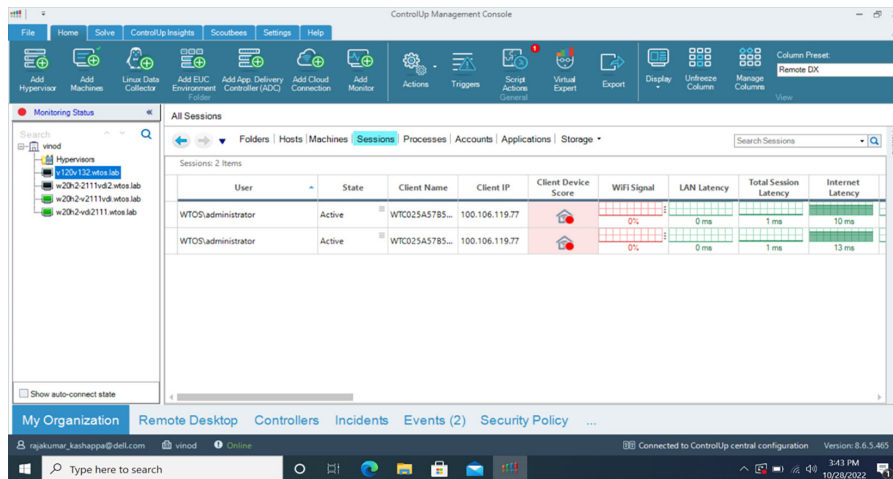 ControlUp Management Console
File Home Solve ControlUp Insights Scoutbees Settings Help
Add Hypervisor
Add Machines
Linux Data Collector
Add EUC Environment
Add App. Delivery Controller (ADC)
Add Cloud Connection
Add Monitor
Folder
Actions
Triggers
Script Actions
1
Virtual Expert
General
Export
Display
Unfreeze Column
Manage Columns
Column Preset:
Remote DX
View
Monitoring Status
Search
vinod
Hypervisors
v120v132.wtos.lab
w20h2-2111vdi2.wtos.lab
w20h2-v2111vdi.wtos.lab
w20h2-vdi2111.wtos.lab
Show auto-connect state
All Sessions
Folders Hosts Machines Sessions Processes Accounts Applications Storage
Search Sessions
Sessions: 2 Items
User State Client Name Client IP Client Device Score WiFi Signal LAN Latency Total Session Latency Internet Latency
WTOS\administrator Active WTC025A57B5... 100.106.119.77 0% 0 ms 1 ms 10 ms
WTOS\administrator Active WTC025A57B5... 100.106.119.77 0% 0 ms 1 ms 13 ms
My Organization Remote Desktop Controllers Incidents Events (2) Security Policy ...
rajakumar_kashappa@dell.com vinod Online Connected to ControlUp central configuration Version: 8.6.5.465
Type here to search
3:43 PM
10/28/2022